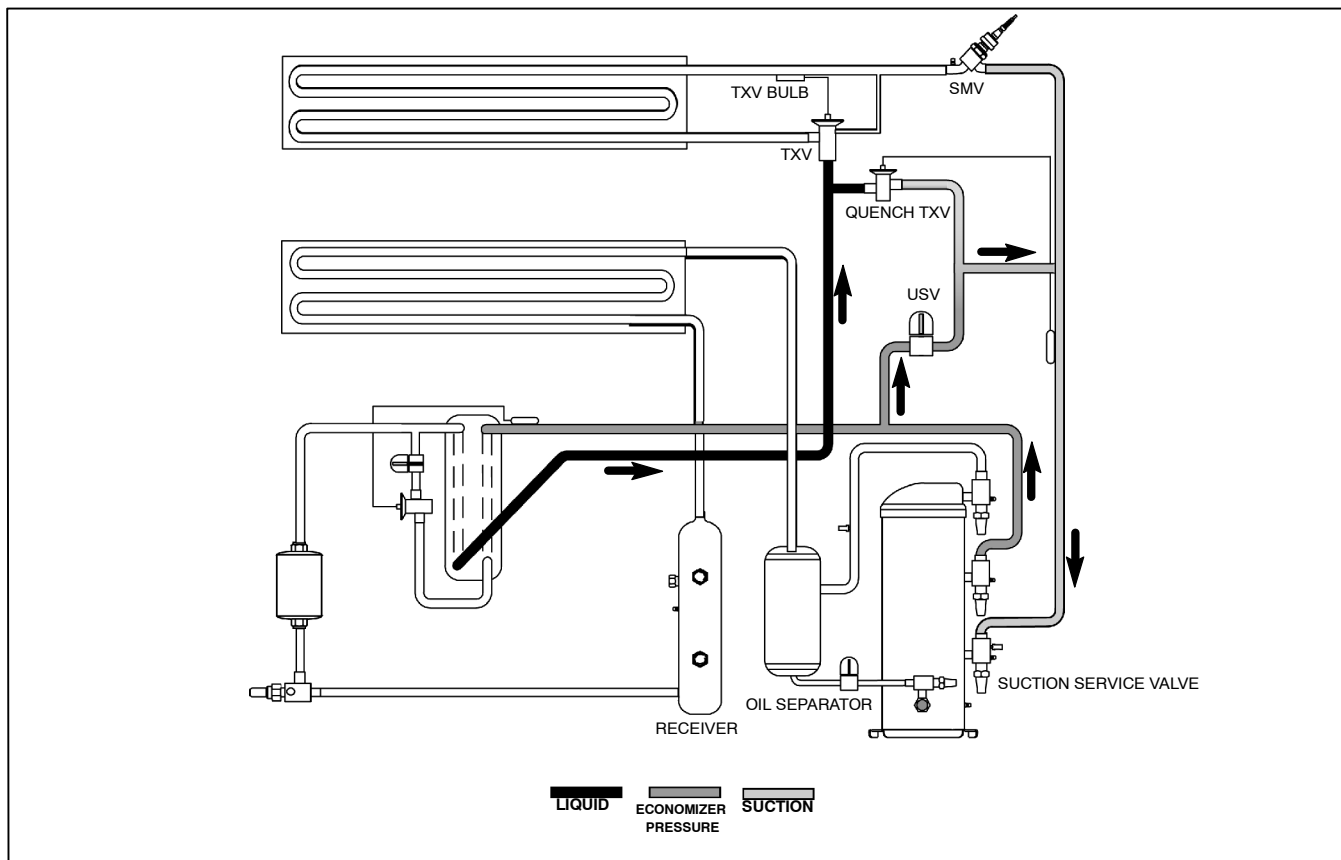 SMV
TXV BULB
TXV
QUENCH TXV
USV
SUCTION SERVICE VALVE
OIL SEPARATOR
RECEIVER
LIQUID
ECONOMIZER
PRESSURE
SUCTION